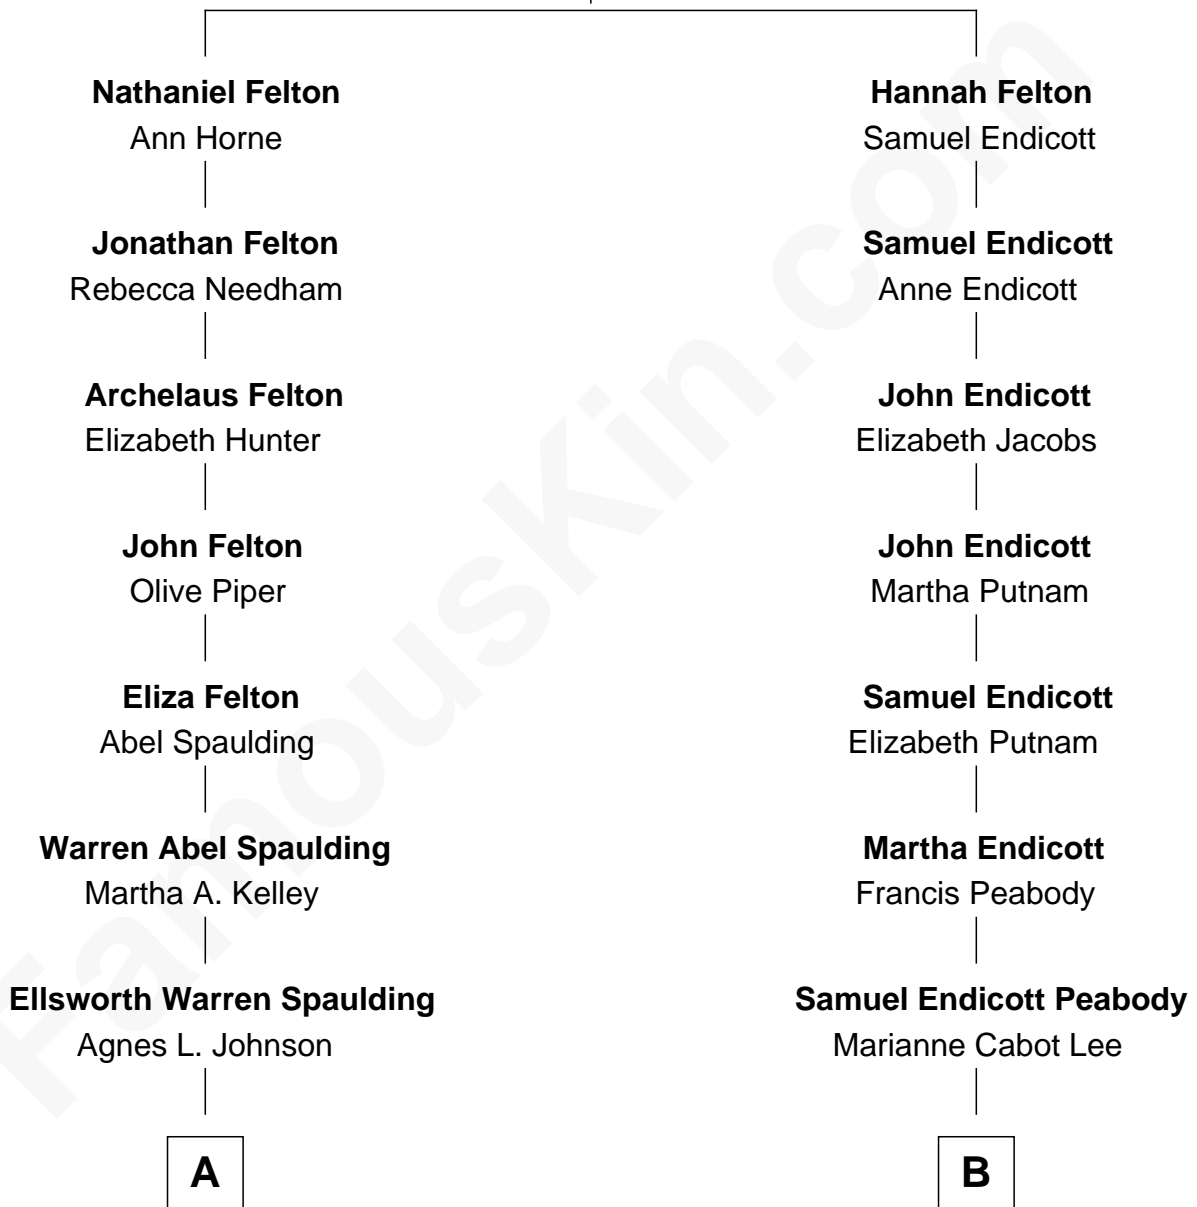 Nathaniel Felton
Ann Horne
Jonathan Felton
Rebecca Needham
Archelaus Felton
Elizabeth Hunter
John Felton
Olive Piper
Eliza Felton
Abel Spaulding
Warren Abel Spaulding
Martha A. Kelley
Ellsworth Warren Spaulding
Agnes L. Johnson
A
Hannah Felton
Samuel Endicott
Samuel Endicott
Anne Endicott
John Endicott
Elizabeth Jacobs
John Endicott
Martha Putnam
Samuel Endicott
Elizabeth Putnam
Martha Endicott
Francis Peabody
Samuel Endicott Peabody
Marianne Cabot Lee
B
FamousKin.com